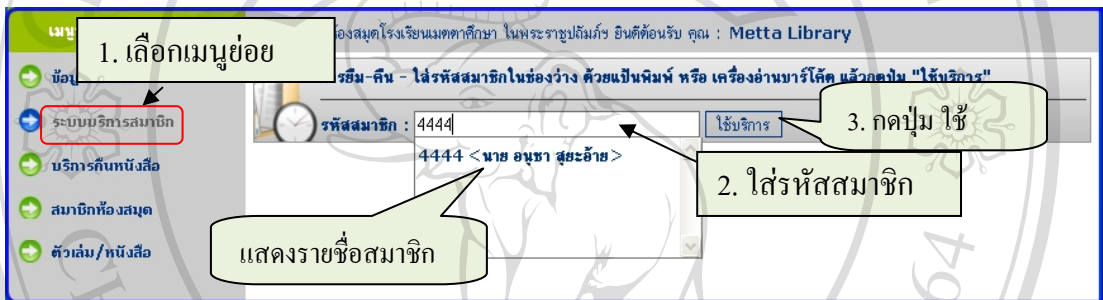 เมนู
1. เลือกเมนูย่อย
ห้องสมุดโรงเรียนเมตตาศึกษา ในพระราชูปถัมภ์ฯ ยินดีต้อนรับ คุณ : Metta Library
รยืม-คืน - ใส่รหัสสมาชิกในช่องว่าง ด้วยแป้นพิมพ์ หรือ เครื่องอ่านบาร์โค้ด แล้วกดปุ่ม "ใช้บริการ"
ระบบบริการสมาชิก
รหัสสมาชิก : 4444
ใช้บริการ
3. กดปุ่ม ใช้
4444 <นาย อนุชา สุยะอ้าย>
บริการคืนหนังสือ
2. ใส่รหัสสมาชิก
สมาชิกห้องสมุด
แสดงรายชื่อสมาชิก
ตัวเล่ม/หนังสือ
64